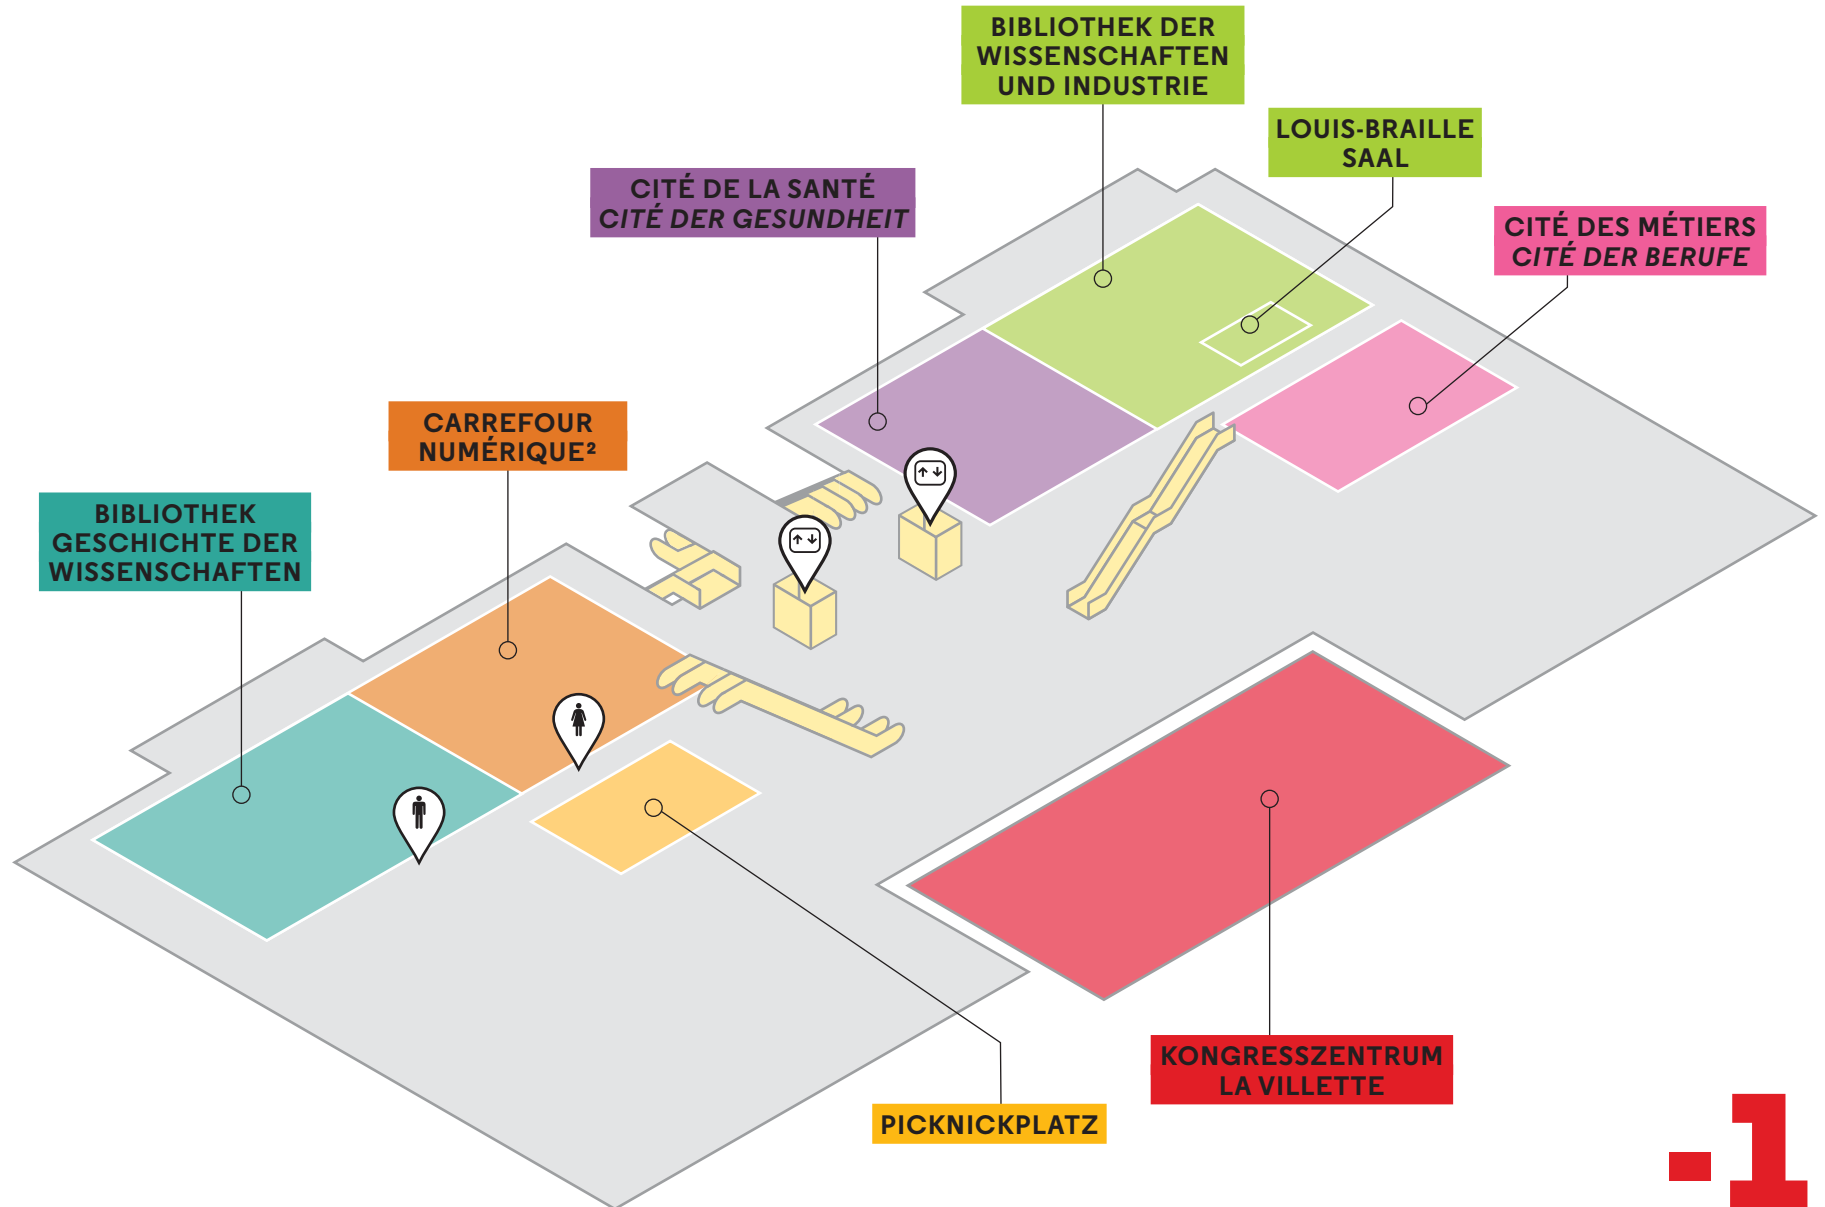 BIBLIOTHEK DER
WISSENSCHAFTEN
UND INDUSTRIE
LOUIS-BRAILLE
SAAL
CITÉ DE LA SANTÉ
CITÉ DER GESUNDHEIT
CITÉ DES MÉTIERS
CITÉ DER BERUFE
CARREFOUR
NUMÉRIQUE²
BIBLIOTHEK
GESCHICHTE DER
WISSENSCHAFTEN
KONGRESSZENTRUM
LA VILLETTE
PICKNICKPLATZ
-1